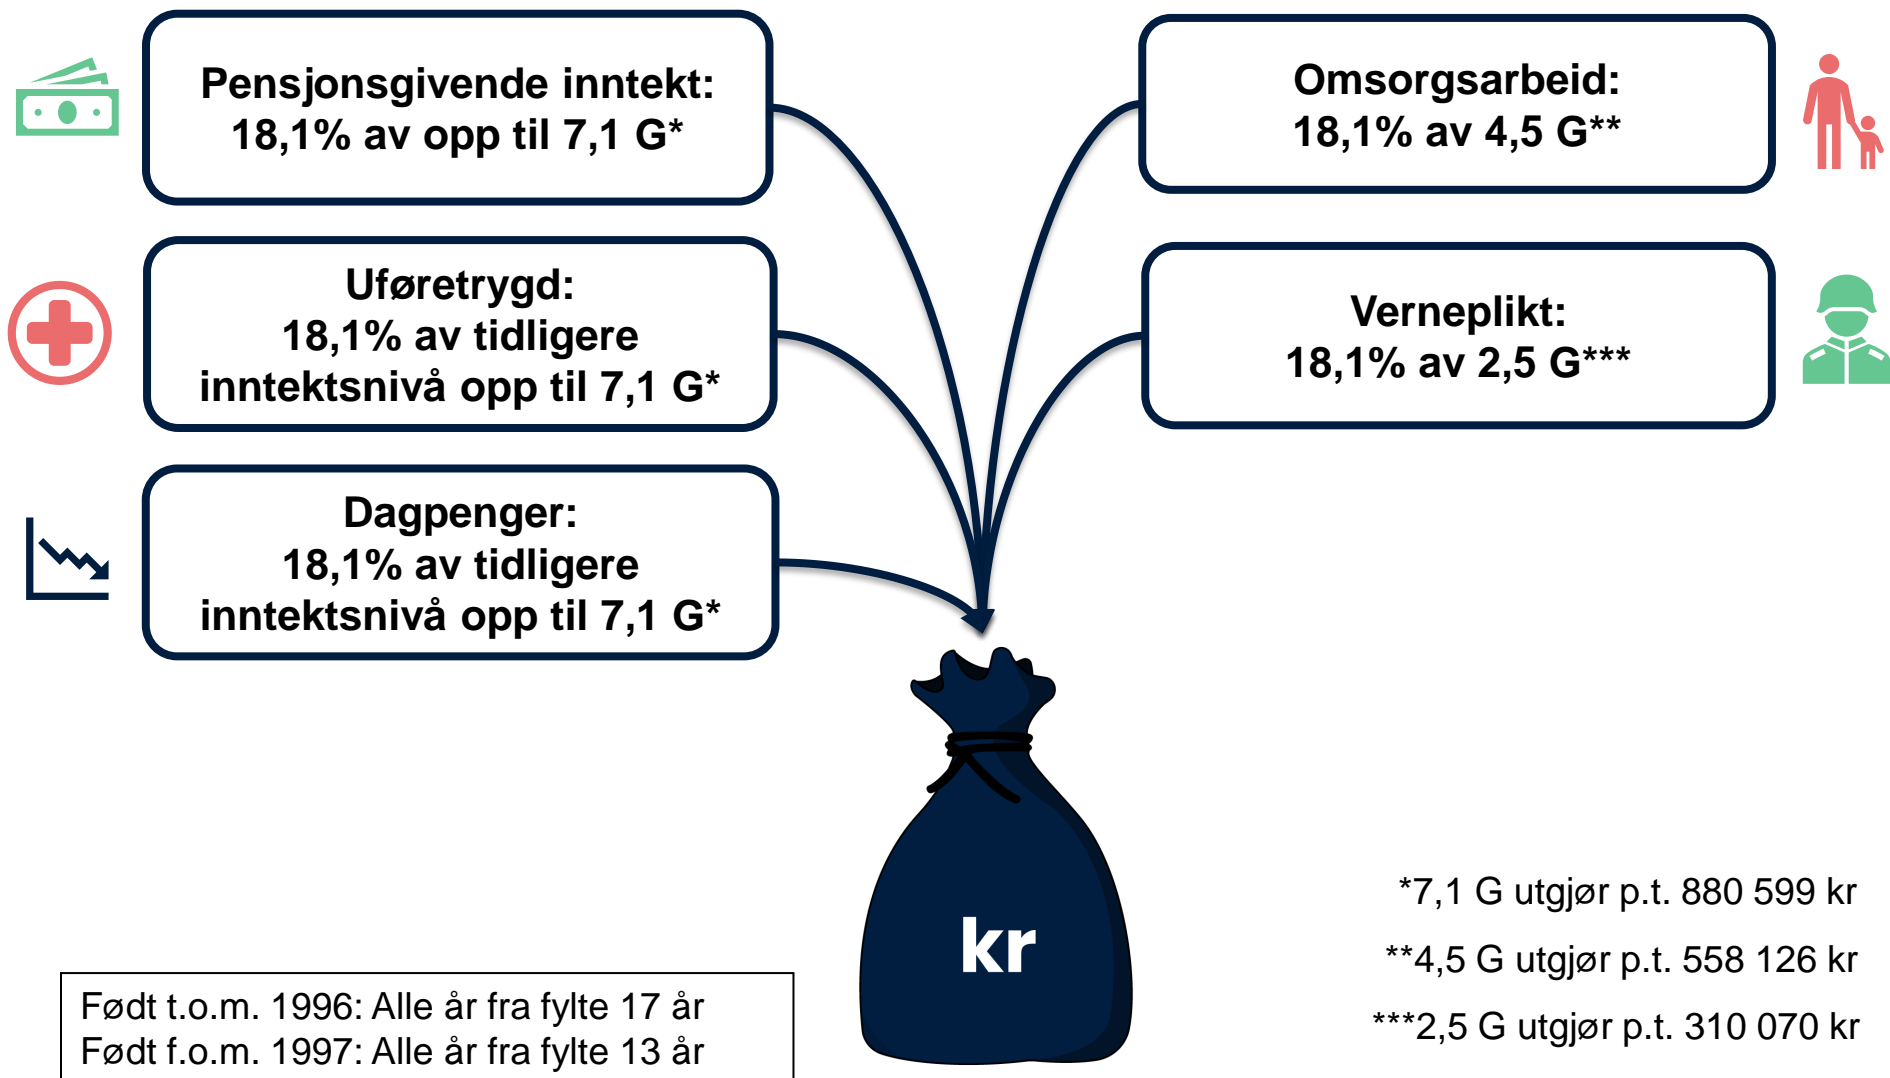 Pensjonsgivende inntekt:
18,1% av opp til 7,1 G*
Uføretrygd:
18,1% av tidligere
inntektsnivå opp til 7,1 G*
Dagpenger:
18,1% av tidligere
inntektsnivå opp til 7,1 G*
Omsorgsarbeid:
18,1% av 4,5 G**
Verneplikt:
18,1% av 2,5 G***
kr
*7,1 G utgjør p.t. 880 599 kr
**4,5 G utgjør p.t. 558 126 kr
***2,5 G utgjør p.t. 310 070 kr
Født t.o.m. 1996: Alle år fra fylte 17 år
Født f.o.m. 1997: Alle år fra fylte 13 år